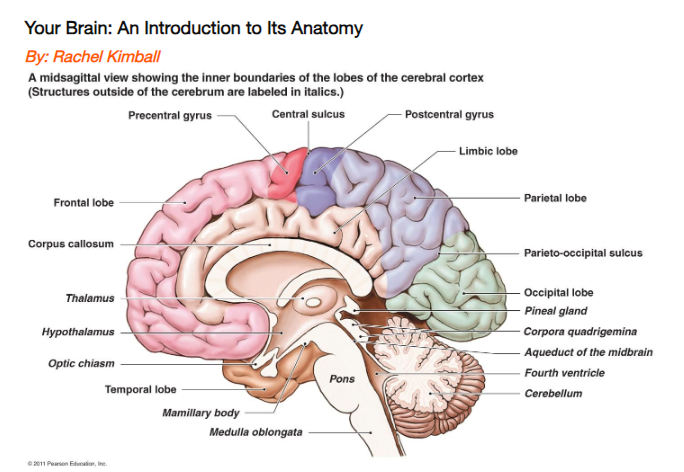 Your Brain: An Introduction to Its Anatomy
By: Rachel Kimball
A midsagittal view showing the inner boundaries of the lobes of the cerebral cortex
(Structures outside of the cerebrum are labeled in italics.)
Precentral gyrus
Central sulcus
Postcentral gyrus
Limbic lobe
Frontal lobe
Parietal lobe
Corpus callosum
Parieto-occipital sulcus
Thalamus
Occipital lobe
Pineal gland
Hypothalamus
Corpora quadrigemina
Aqueduct of the midbrain
Optic chiasm
Fourth ventricle
Temporal lobe
Pons
Cerebellum
Mamillary body
Medulla oblongata
© 2011 Pearson Education, Inc.